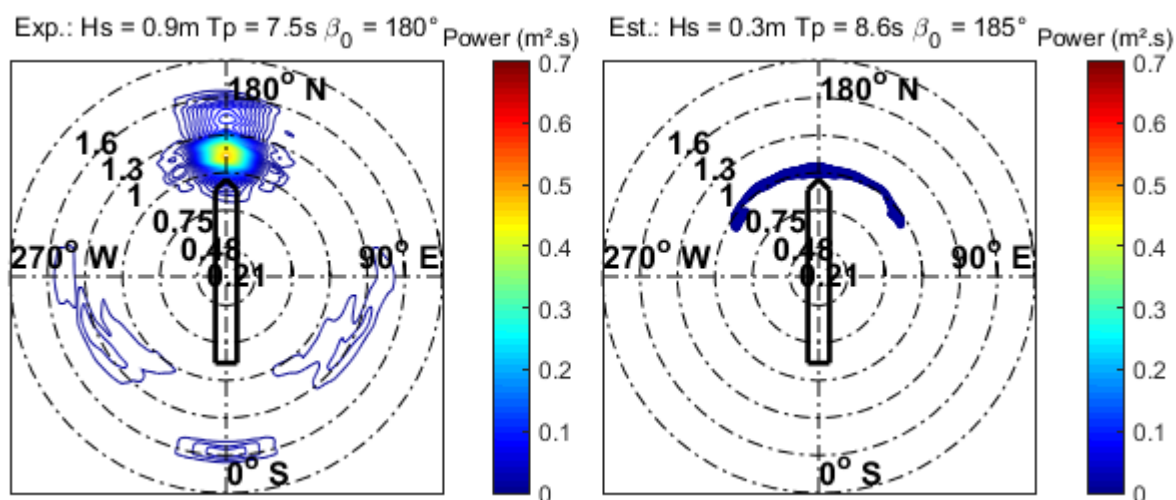 Exp.: Hs = 0.9m Tp = 7.5s β₀ = 180°
Power (m².s)
180° N
1.6
1.3
1
0.75
0.48
0.21
270° W
90° E
0° S
0.7
0.6
0.5
0.4
0.3
0.2
0.1
0
Est.: Hs = 0.3m Tp = 8.6s β₀ = 185°
Power (m².s)
180° N
1.6
1.3
1
0.75
0.48
0.21
270° W
90° E
0° S
0.7
0.6
0.5
0.4
0.3
0.2
0.1
0